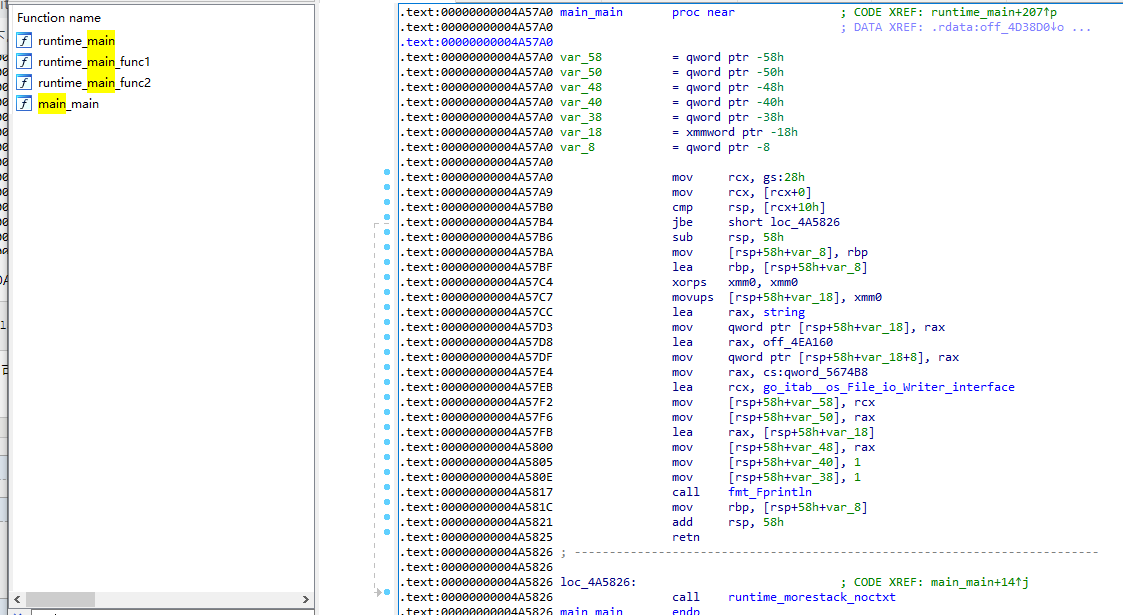 Function name
f runtime_main
f runtime_main_func1
f runtime_main_func2
f main_main
.text:00000000004A57A0 main_main proc near ; CODE XREF: runtime_main+207↑p
.text:00000000004A57A0 ; DATA XREF: .rdata:off_4D38D0↓o ...
.text:00000000004A57A0
.text:00000000004A57A0 var_58 = qword ptr -58h
.text:00000000004A57A0 var_50 = qword ptr -50h
.text:00000000004A57A0 var_48 = qword ptr -48h
.text:00000000004A57A0 var_40 = qword ptr -40h
.text:00000000004A57A0 var_38 = qword ptr -38h
.text:00000000004A57A0 var_18 = xmmword ptr -18h
.text:00000000004A57A0 var_8 = qword ptr -8
.text:00000000004A57A0
.text:00000000004A57A0 mov rcx, gs:28h
.text:00000000004A57A9 mov rcx, [rcx+0]
.text:00000000004A57B0 cmp rsp, [rcx+10h]
.text:00000000004A57B4 jbe short loc_4A5826
.text:00000000004A57B6 sub rsp, 58h
.text:00000000004A57BA mov [rsp+58h+var_8], rbp
.text:00000000004A57BF lea rbp, [rsp+58h+var_8]
.text:00000000004A57C4 xorps xmm0, xmm0
.text:00000000004A57C7 movups [rsp+58h+var_18], xmm0
.text:00000000004A57CC lea rax, string
.text:00000000004A57D3 mov qword ptr [rsp+58h+var_18], rax
.text:00000000004A57D8 lea rax, off_4EA160
.text:00000000004A57DF mov qword ptr [rsp+58h+var_18+8], rax
.text:00000000004A57E4 mov rax, cs:qword_5674B8
.text:00000000004A57EB lea rcx, go_itab__os_File_io_Writer_interface
.text:00000000004A57F2 mov [rsp+58h+var_58], rcx
.text:00000000004A57F6 mov [rsp+58h+var_50], rax
.text:00000000004A57FB lea rax, [rsp+58h+var_18]
.text:00000000004A5800 mov [rsp+58h+var_48], rax
.text:00000000004A5805 mov [rsp+58h+var_40], 1
.text:00000000004A580E mov [rsp+58h+var_38], 1
.text:00000000004A5817 call fmt_Fprintln
.text:00000000004A581C mov rbp, [rsp+58h+var_8]
.text:00000000004A5821 add rsp, 58h
.text:00000000004A5825 retn
.text:00000000004A5826 ; ---------------------------------------------------------------------------
.text:00000000004A5826
.text:00000000004A5826 loc_4A5826: ; CODE XREF: main_main+14↑j
.text:00000000004A5826 call runtime_morestack_noctxt
.text:00000000004A5826 main_main endp